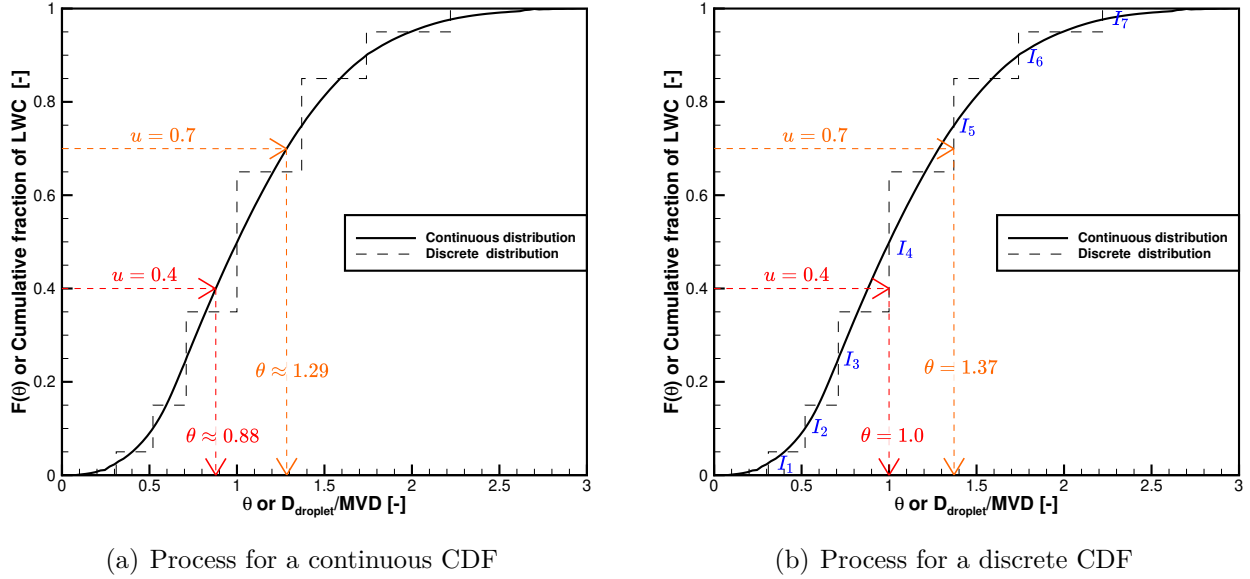 F(θ) or Cumulative fraction of LWC [-]
1
0.8
0.6
0.4
0.2
0
u = 0.7
u = 0.4
Continuous distribution
Discrete distribution
θ ≈ 1.29
θ ≈ 0.88
0 0.5 1 1.5 2 2.5 3
θ or D_droplet/MVD [-]
(a) Process for a continuous CDF
F(θ) or Cumulative fraction of LWC [-]
1
0.8
0.6
0.4
0.2
0
I₇
I₆
u = 0.7
I₅
I₄
u = 0.4
Continuous distribution
Discrete distribution
I₃
θ = 1.37
I₂
θ = 1.0
I₁
0 0.5 1 1.5 2 2.5 3
θ or D_droplet/MVD [-]
(b) Process for a discrete CDF